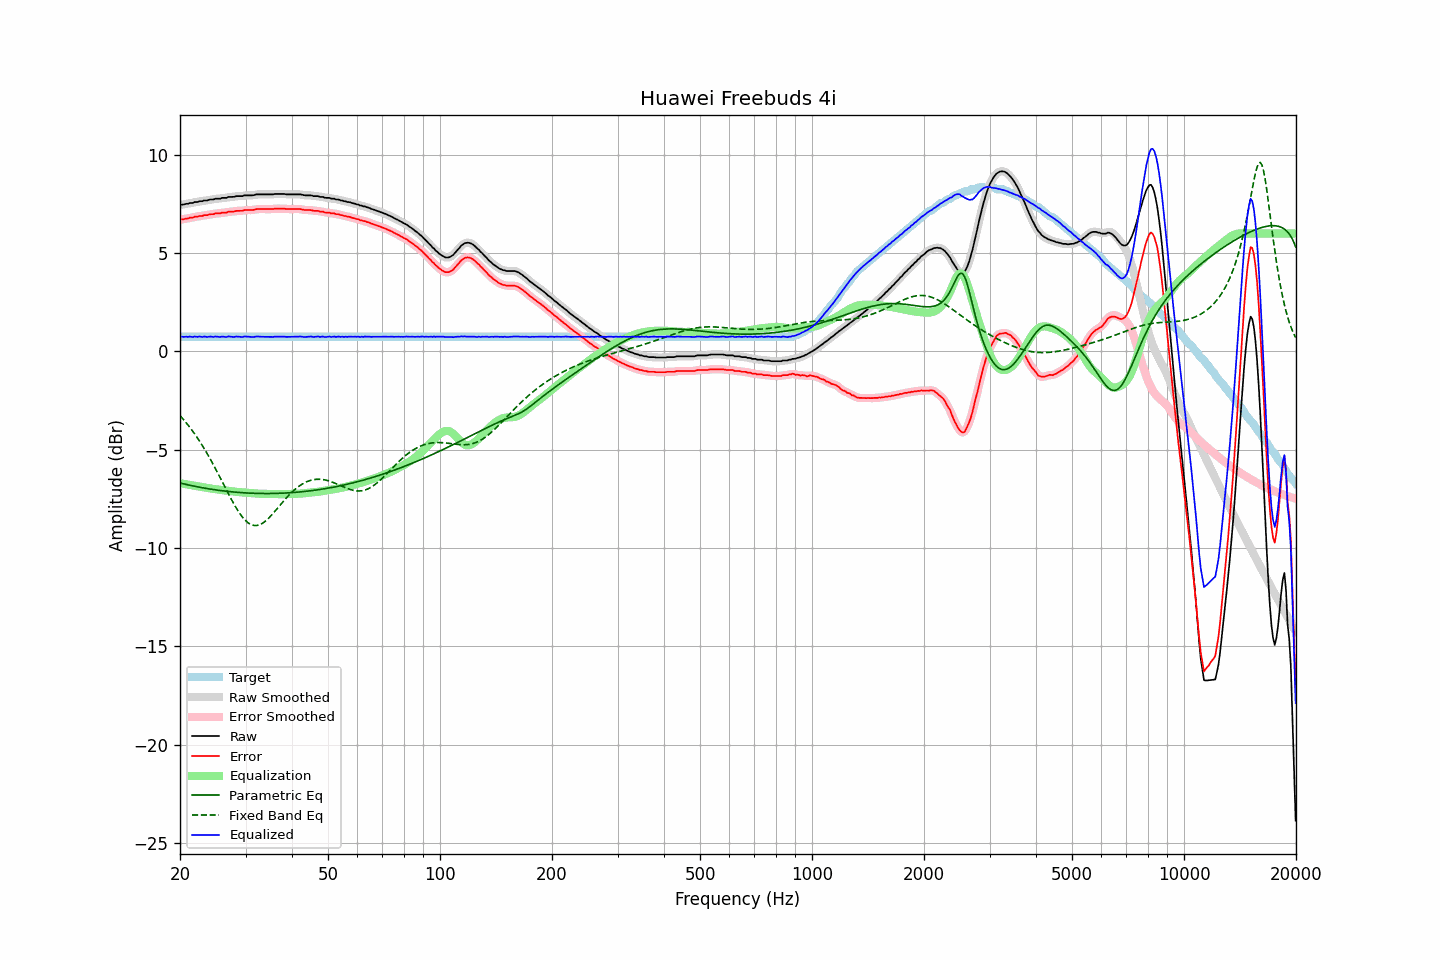 Huawei Freebuds 4i
Amplitude (dBr)
10
5
0
−5
−10
−15
−20
−25
Target
Raw Smoothed
Error Smoothed
Raw
Error
Equalization
Parametric Eq
Fixed Band Eq
Equalized
20 50 100 200 500 1000 2000 5000 10000 20000
Frequency (Hz)